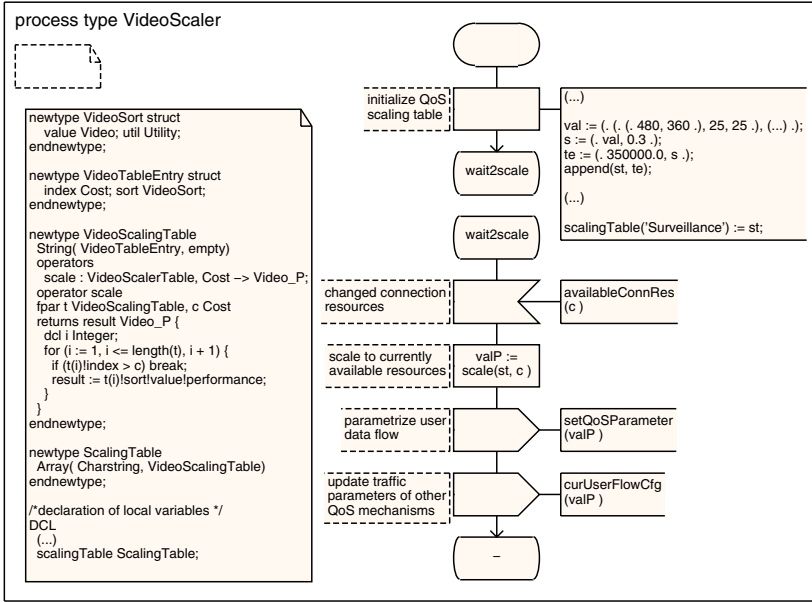 process type VideoScaler
newtype VideoSort struct
value Video; util Utility;
endnewtype;
newtype VideoTableEntry struct
index Cost; sort VideoSort;
endnewtype;
newtype VideoScalingTable
String( VideoTableEntry, empty)
operators
scale : VideoScalerTable, Cost −> Video_P;
operator scale
fpar t VideoScalingTable, c Cost
returns result Video_P {
dcl i Integer;
for (i := 1, i <= length(t), i + 1) {
if (t(i)!index > c) break;
result := t(i)!sort!value!performance;
}
}
endnewtype;
newtype ScalingTable
Array( Charstring, VideoScalingTable)
endnewtype;
/*declaration of local variables */
DCL
(...)
scalingTable ScalingTable;
initialize QoS
scaling table
(...)
val := (. (. (. 480, 360 .), 25, 25 .), (...) .);
s := (. val, 0.3 .);
te := (. 350000.0, s .);
append(st, te);
(...)
scalingTable('Surveillance') := st;
wait2scale
wait2scale
changed connection
resources
availableConnRes
(c )
scale to currently
available resources
valP :=
scale(st, c )
parametrize user
data flow
setQoSParameter
(valP )
update traffic
parameters of other
QoS mechanisms
curUserFlowCfg
(valP )
−